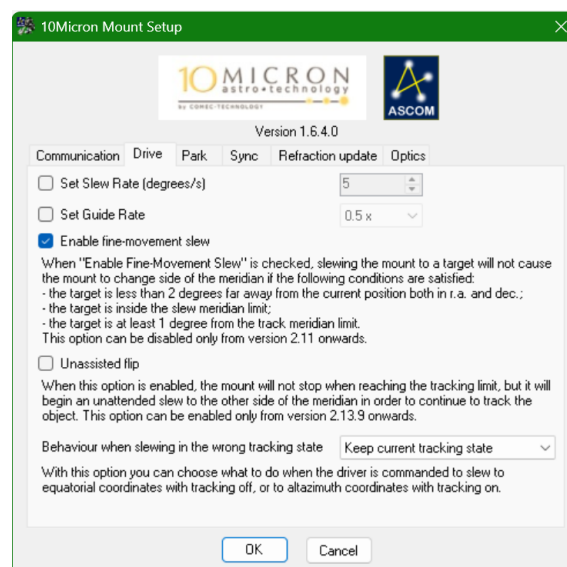 10Micron Mount Setup
10 MICRON
astro•technology
by COMEC-TECHNOLOGY
ASCOM
Version 1.6.4.0
Communication Drive Park Sync Refraction update Optics
Set Slew Rate (degrees/s) 5
Set Guide Rate 0.5 x
Enable fine-movement slew
When "Enable Fine-Movement Slew" is checked, slewing the mount to a target will not cause
the mount to change side of the meridian if the following conditions are satisfied:
- the target is less than 2 degrees far away from the current position both in r.a. and dec.;
- the target is inside the slew meridian limit;
- the target is at least 1 degree from the track meridian limit.
This option can be disabled only from version 2.11 onwards.
Unassisted flip
When this option is enabled, the mount will not stop when reaching the tracking limit, but it will
begin an unattended slew to the other side of the meridian in order to continue to track the
object. This option can be enabled only from version 2.13.9 onwards.
Behaviour when slewing in the wrong tracking state Keep current tracking state
With this option you can choose what to do when the driver is commanded to slew to
equatorial coordinates with tracking off, or to altazimuth coordinates with tracking on.
OK Cancel